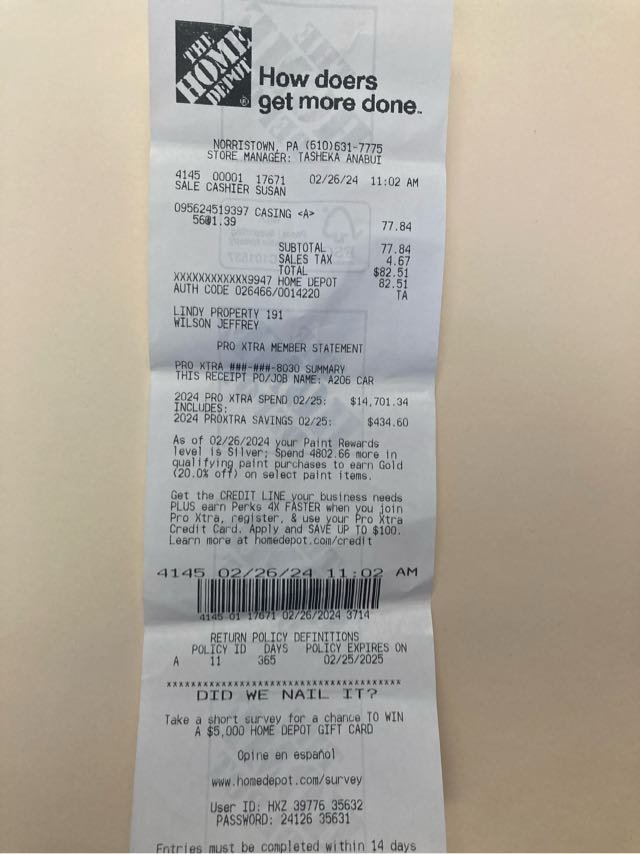 THE
HOME
DEPOT
How doers
get more done.
NORRISTOWN, PA (610)631-7775
STORE MANAGER: TASHEKA ANABUI
4145 00001 17671 02/26/24 11:02 AM
SALE CASHIER SUSAN
095624519397 CASING <A>
56@1.39 77.84
SUBTOTAL 77.84
SALES TAX 4.67
TOTAL $82.51
XXXXXXXXXXXX9947 HOME DEPOT 82.51
AUTH CODE 026466/0014220 TA
LINDY PROPERTY 191
WILSON JEFFREY
PRO XTRA MEMBER STATEMENT
PRO XTRA ###-###-8030 SUMMARY
THIS RECEIPT PO/JOB NAME: A206 CAR
2024 PRO XTRA SPEND 02/25: $14,701.34
INCLUDES:
2024 PROXTRA SAVINGS 02/25: $434.60
As of 02/26/2024 your Paint Rewards
level is Silver; Spend 4802.66 more in
qualifying paint purchases to earn Gold
(20.0% off) on select paint items.
Get the CREDIT LINE your business needs
PLUS earn Perks 4X FASTER when you join
Pro Xtra, register, & use your Pro Xtra
Credit Card. Apply and SAVE UP TO $100.
Learn more at homedepot.com/credit
4145 02/26/24 11:02 AM
4145 01 17671 02/26/2024 3714
RETURN POLICY DEFINITIONS
POLICY ID DAYS POLICY EXPIRES ON
A 11 365 02/25/2025
DID WE NAIL IT?
Take a short survey for a chance TO WIN
A $5,000 HOME DEPOT GIFT CARD
Opine en español
www.homedepot.com/survey
User ID: HXZ 39776 35632
PASSWORD: 24126 35631
Entries must be completed within 14 days